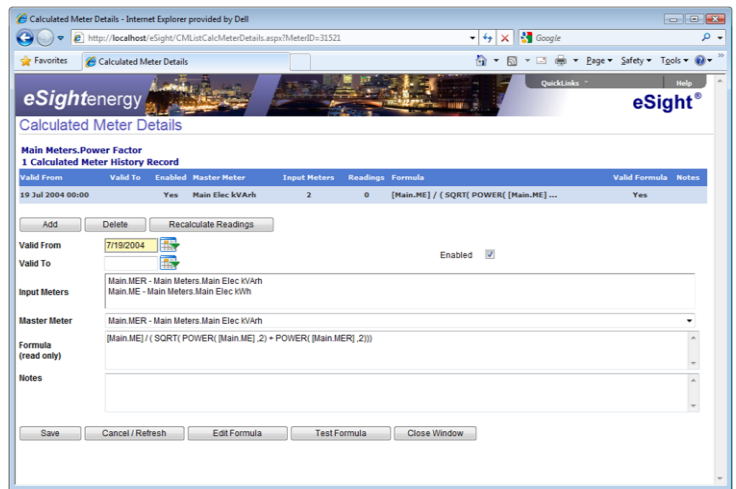 Calculated Meter Details - Internet Explorer provided by Dell
http://localhost/eSight/CMListCalcMeterDetails.aspx?MeterID=31521
Google
Favorites
Calculated Meter Details
Page
Safety
Tools
QuickLinks
Help
eSightenergy
eSight®
Calculated Meter Details
Main Meters.Power Factor
1 Calculated Meter History Record
Valid From Valid To Enabled Master Meter Input Meters Readings Formula Valid Formula Notes
19 Jul 2004 00:00 Yes Main Elec kVArh 2 0 [Main.ME] / ( SQRT( POWER( [Main.ME] ... Yes
Add Delete Recalculate Readings
Valid From 7/19/2004
Enabled
Valid To
Main.MER - Main Meters.Main Elec kVArh
Main.ME - Main Meters.Main Elec kWh
Input Meters
Master Meter Main.MER - Main Meters.Main Elec kVArh
[Main.ME] / ( SQRT( POWER( [Main.ME] ,2) + POWER( [Main.MER] ,2)))
Formula
(read only)
Notes
Save Cancel / Refresh Edit Formula Test Formula Close Window